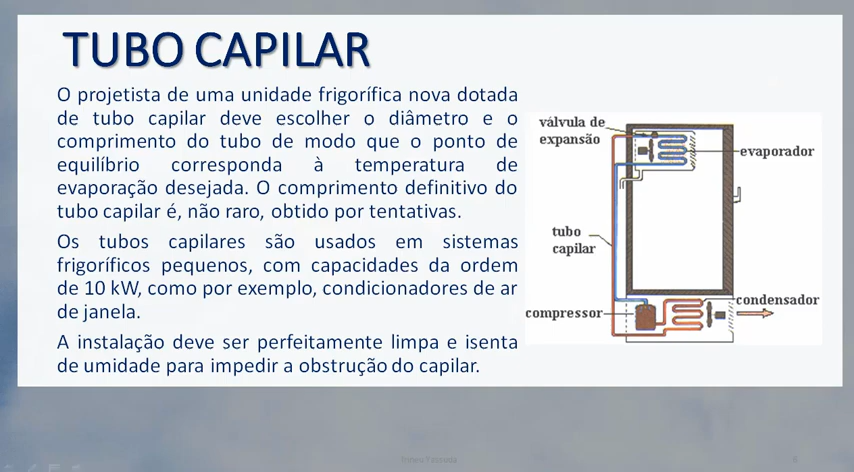 TUBO CAPILAR
O projetista de uma unidade frigorífica nova dotada
de tubo capilar deve escolher o diâmetro e o
comprimento do tubo de modo que o ponto de
equilíbrio corresponda à temperatura de
evaporação desejada. O comprimento definitivo do
tubo capilar é, não raro, obtido por tentativas.
Os tubos capilares são usados em sistemas
frigoríficos pequenos, com capacidades da ordem
de 10 kW, como por exemplo, condicionadores de ar
de janela.
A instalação deve ser perfeitamente limpa e isenta
de umidade para impedir a obstrução do capilar.
válvula de
expansão
evaporador
tubo
capilar
compressor
condensador